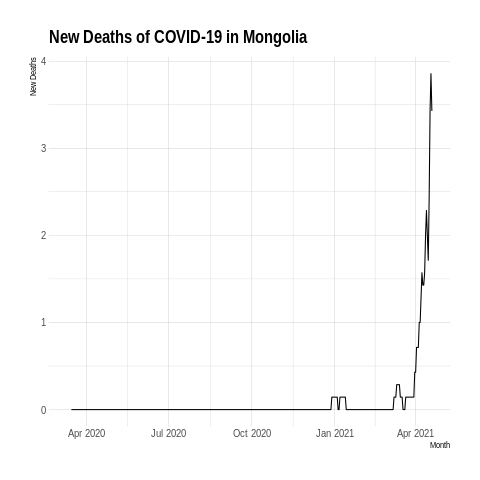 New Deaths of COVID-19 in Mongolia
New Deaths
4
3
2
1
0
Apr 2020
Jul 2020
Oct 2020
Jan 2021
Apr 2021
Month